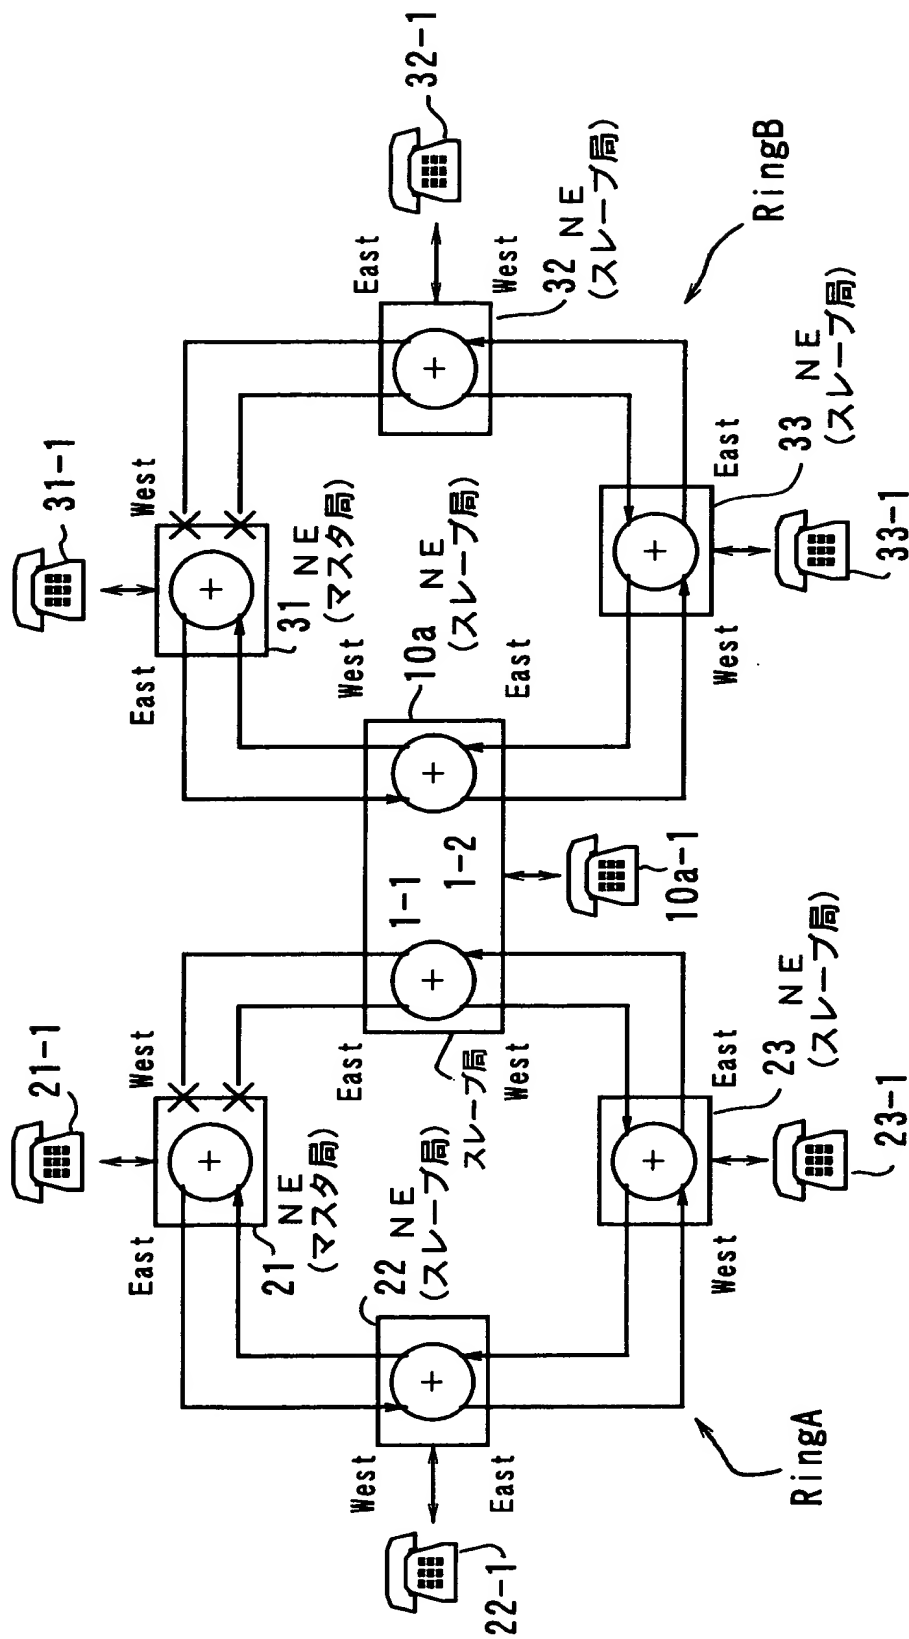 21-1
East
West
21
NE
(マスタ局)
22-1
West
East
22
NE
(スレーブ局)
East
スレーブ局
West
1-1
1-2
10a-1
West
10a
NE
(スレーブ局)
East
West
East
23
NE
(スレーブ局)
23-1
RingA
31-1
East
West
31
NE
(マスタ局)
32-1
East
West
32
NE
(スレーブ局)
West
East
33
NE
(スレーブ局)
33-1
RingB